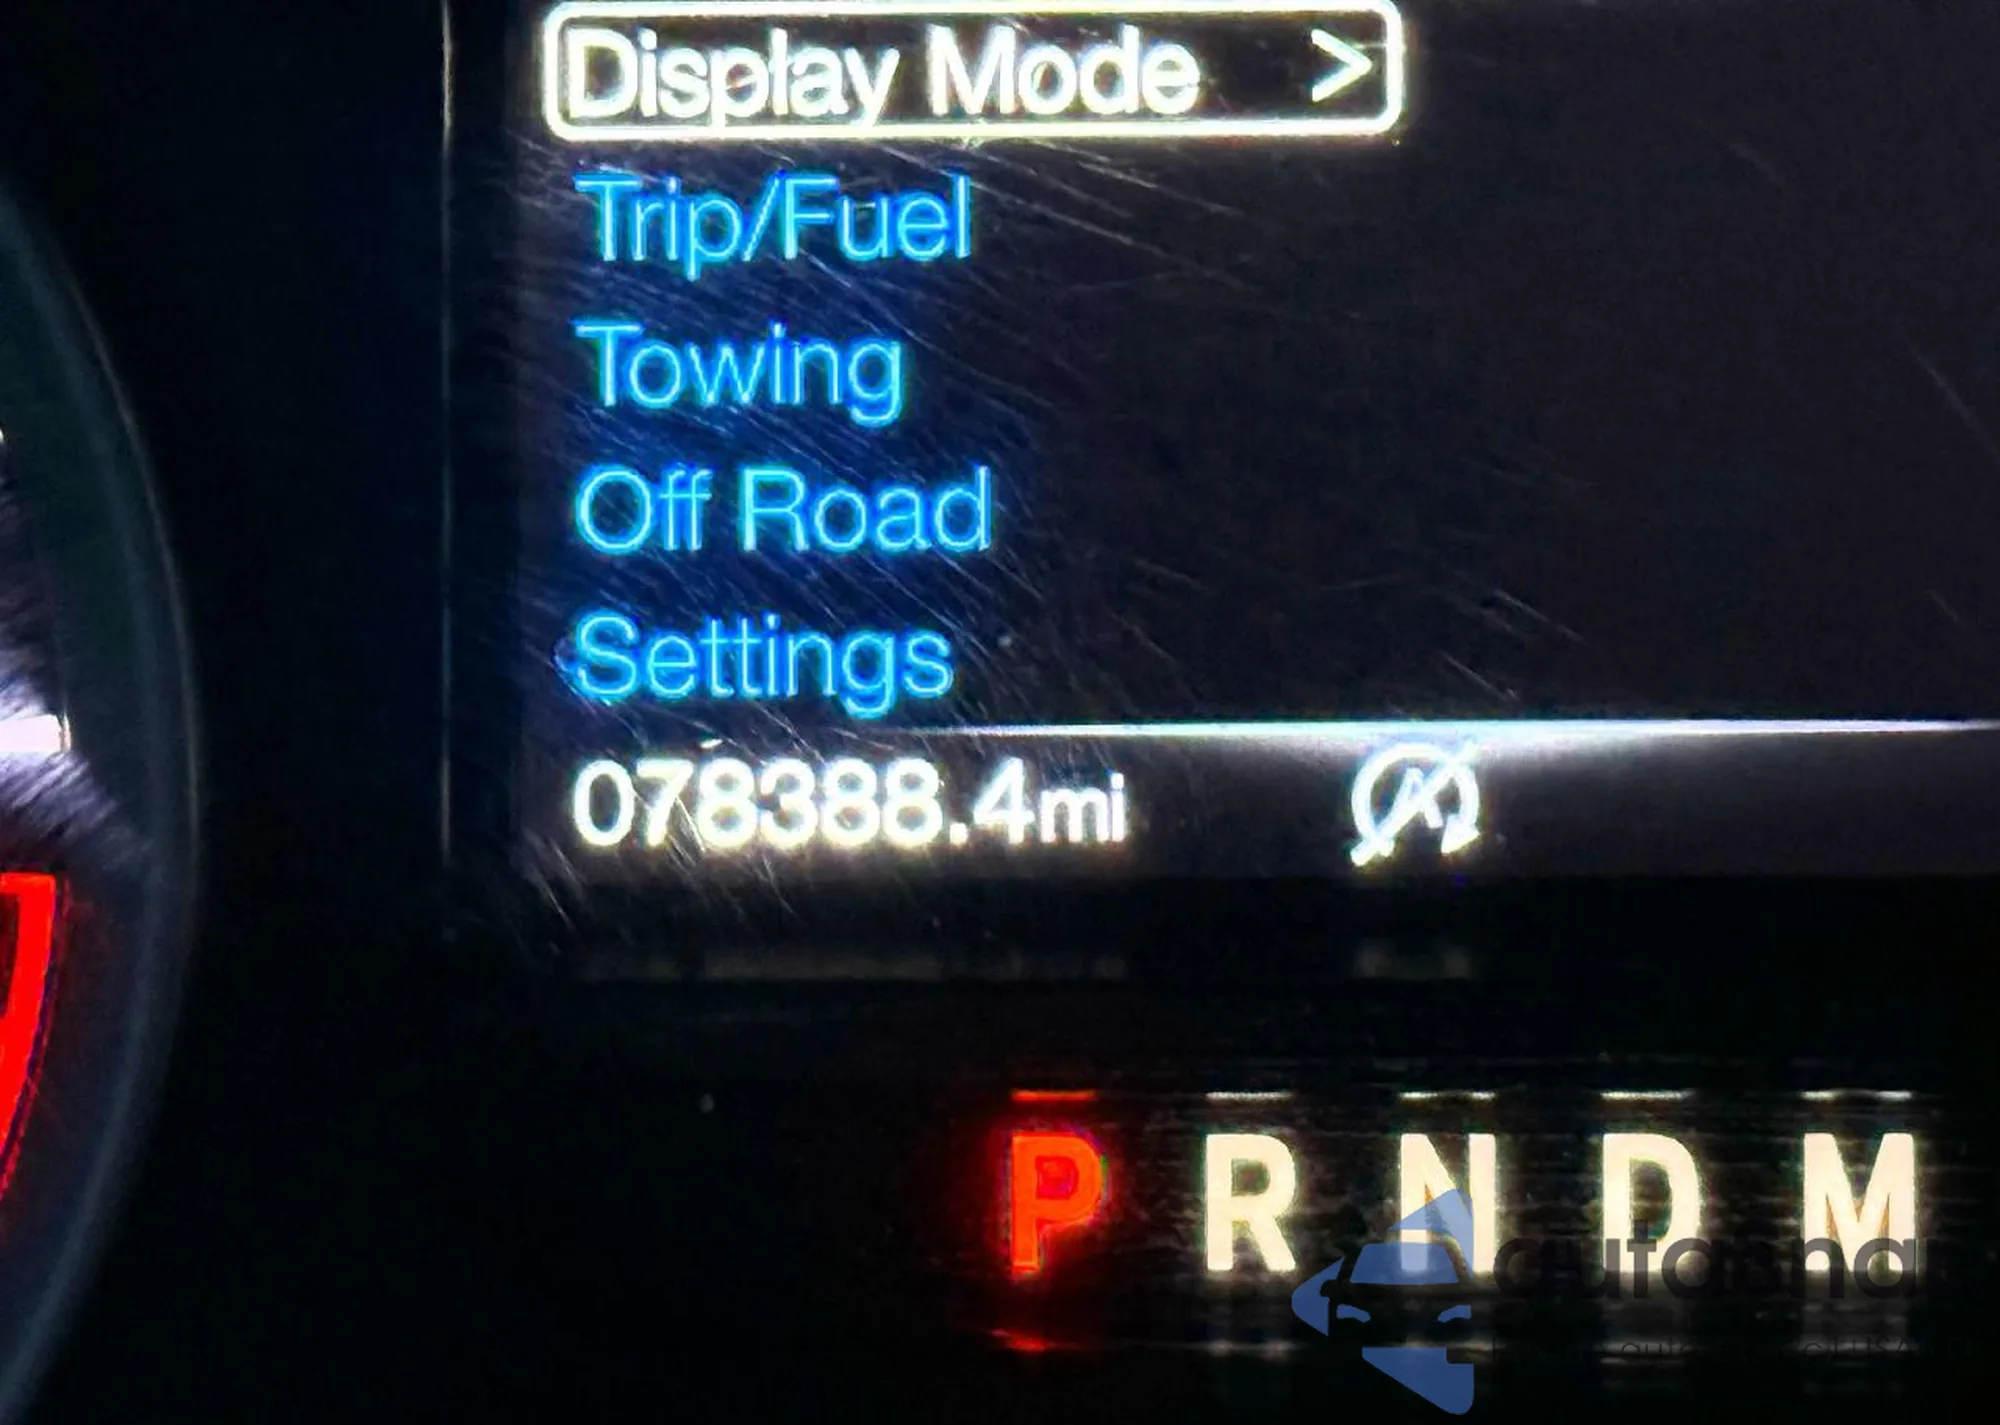 Display Mode >
Trip/Fuel
Towing
Off Road
Settings
078388.4mi
P R N D M